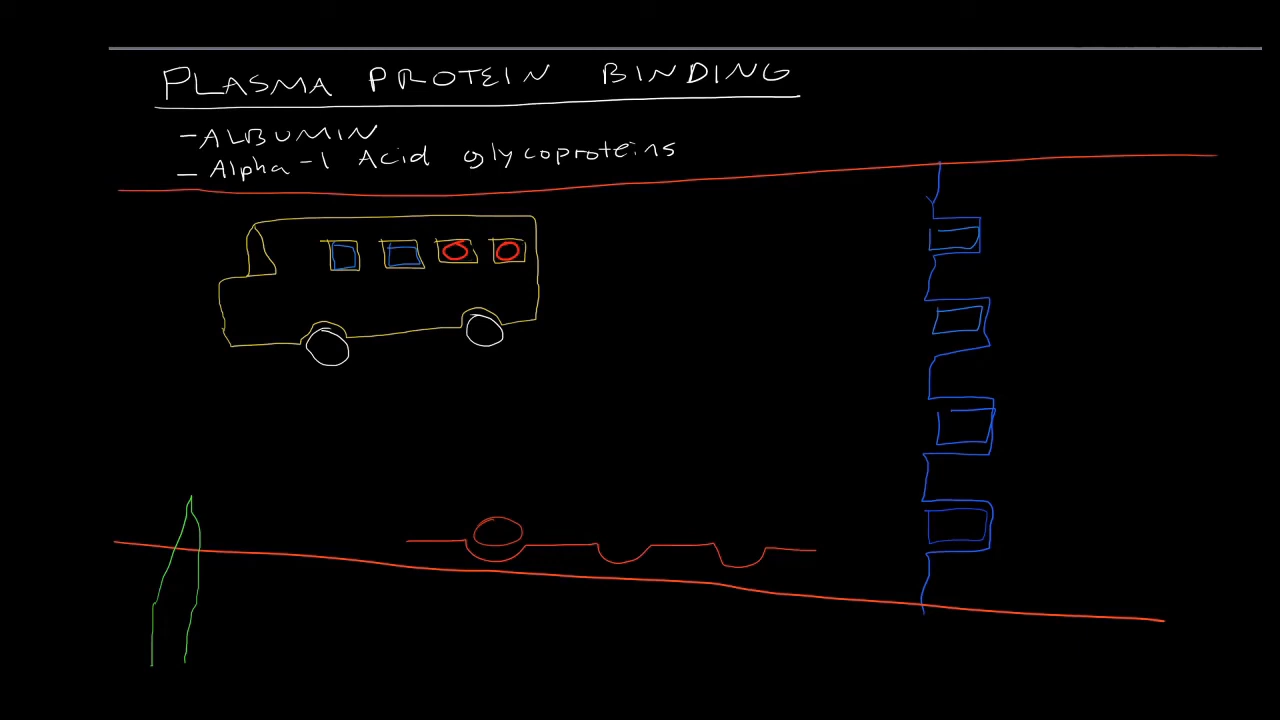 PLASMA PROTEIN BINDING
- ALBUMIN
- Alpha-1 Acid glycoproteins